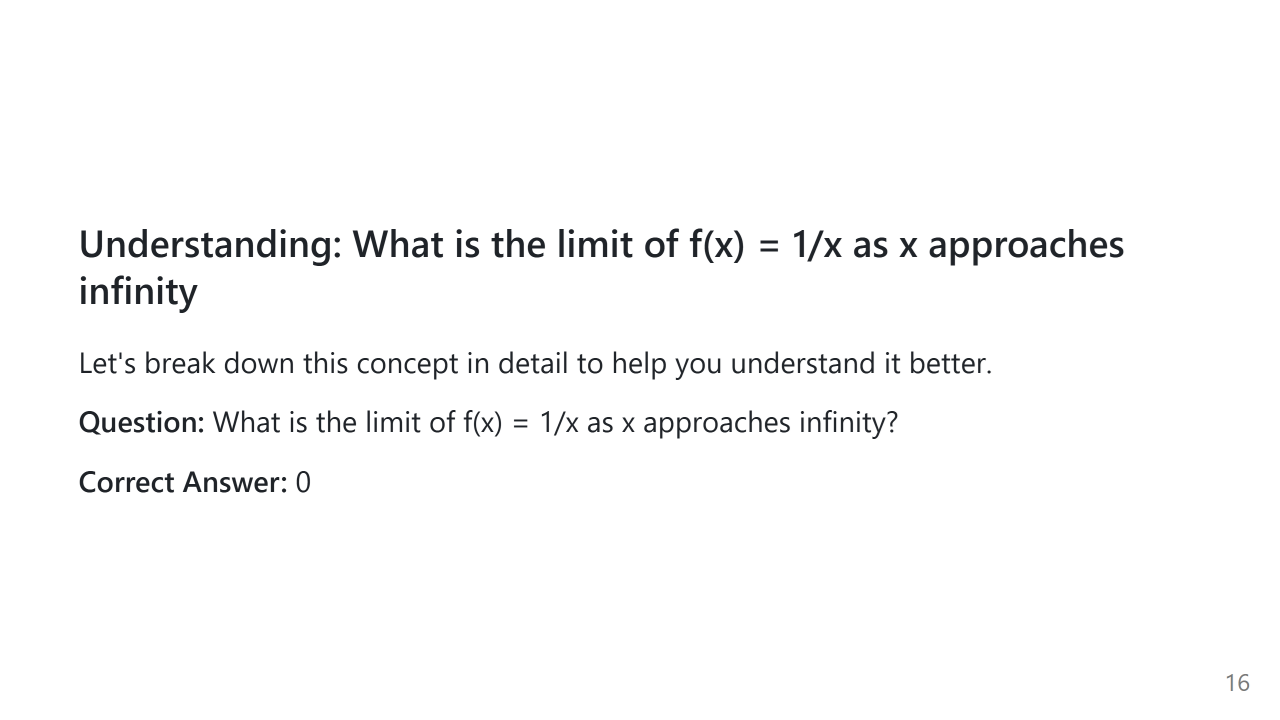 Understanding: What is the limit of f(x) = 1/x as x approaches
infinity
Let's break down this concept in detail to help you understand it better.
Question: What is the limit of f(x) = 1/x as x approaches infinity?
Correct Answer: 0
16